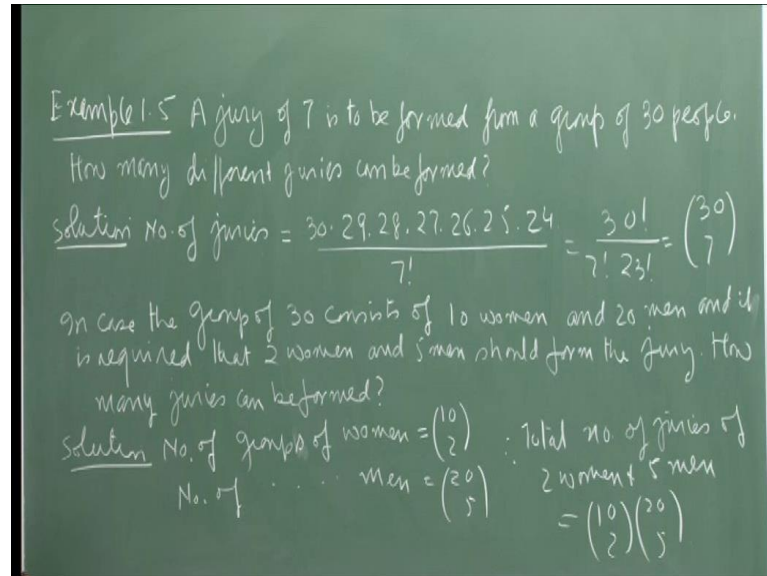 Example 1.5 A jury of 7 is to be formed from a group of 30 people.
How many different juries can be formed?
Solution No. of juries = 30.29.28.27.26.25.24 / 7! = 30! / 7! 23! = (30 7)
In case the group of 30 consists of 10 women and 20 men and it
is required that 2 women and 5 men should form the jury. How
many juries can be formed?
Solution No. of groups of women = (10 2)
No. of ..... men = (20 5)
∴ Total no. of juries of
2 women & 5 men
= (10 2)(20 5)